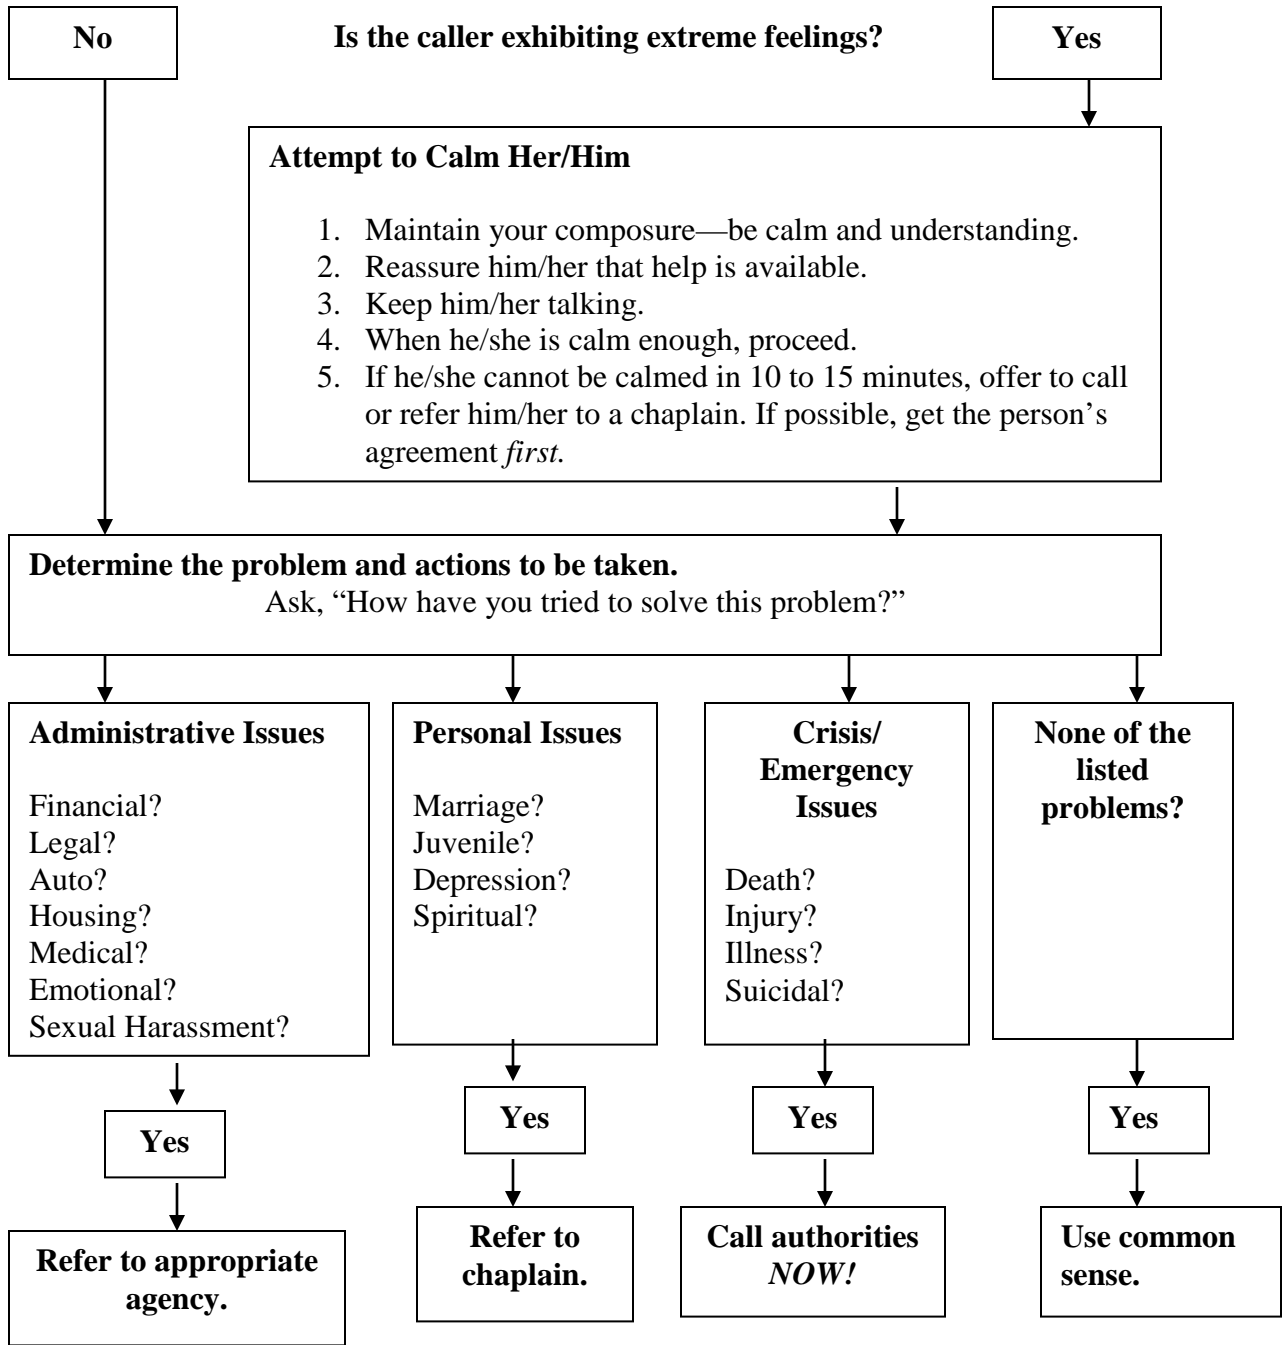 No
Is the caller exhibiting extreme feelings?
Yes
Attempt to Calm Her/Him
1. Maintain your composure—be calm and understanding.
2. Reassure him/her that help is available.
3. Keep him/her talking.
4. When he/she is calm enough, proceed.
5. If he/she cannot be calmed in 10 to 15 minutes, offer to call
or refer him/her to a chaplain. If possible, get the person’s
agreement first.
Determine the problem and actions to be taken.
Ask, “How have you tried to solve this problem?”
Administrative Issues
Financial?
Legal?
Auto?
Housing?
Medical?
Emotional?
Sexual Harassment?
Yes
Refer to appropriate
agency.
Personal Issues
Marriage?
Juvenile?
Depression?
Spiritual?
Yes
Refer to
chaplain.
Crisis/
Emergency
Issues
Death?
Injury?
Illness?
Suicidal?
Yes
Call authorities
NOW!
None of the
listed
problems?
Yes
Use common
sense.